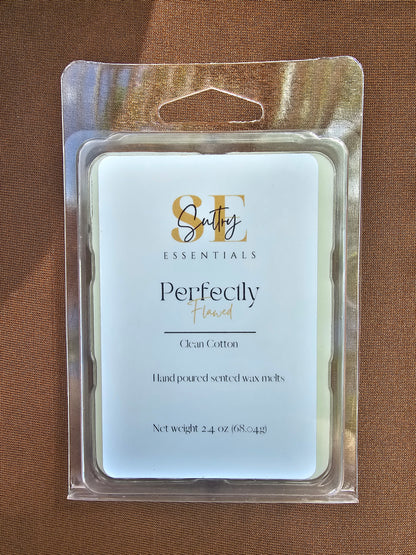 SE
Sultry
ESSENTIALS
Perfectly
Flawed
Clean Cotton
Hand poured sented wax melts
Net weight 2.4 oz (68.04g)